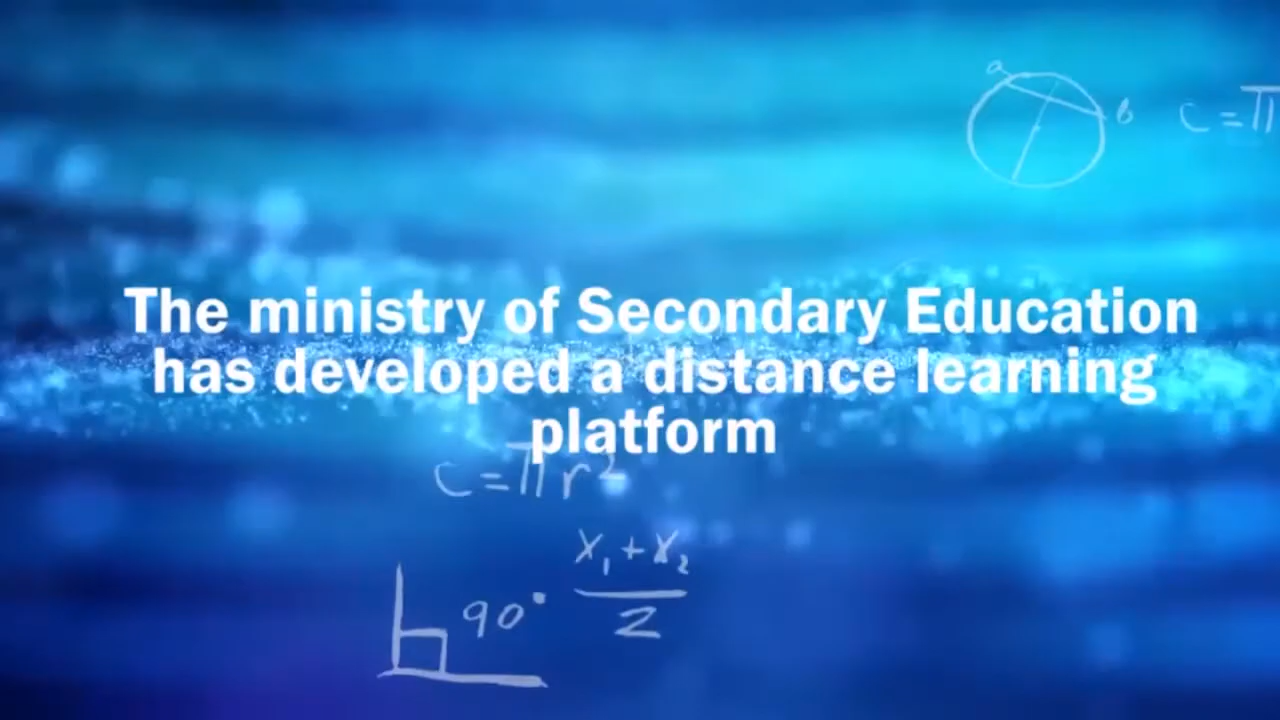 a
b
C=π
The ministry of Secondary Education
has developed a distance learning
platform
C=πr²
x₁+x₂
90°
2